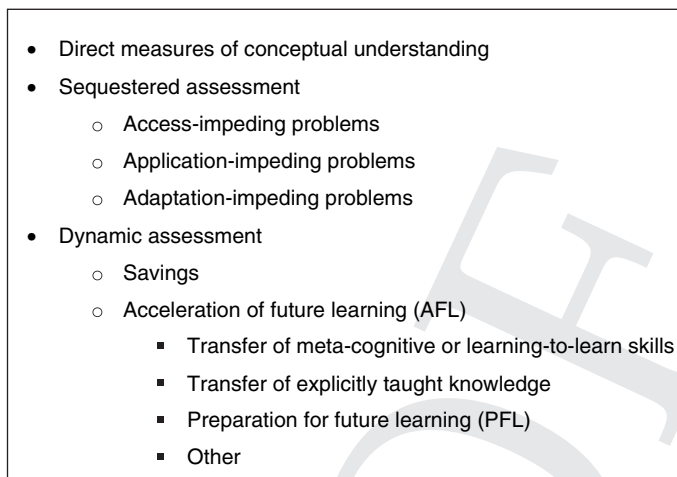 • Direct measures of conceptual understanding
• Sequestered assessment
○ Access-impeding problems
○ Application-impeding problems
○ Adaptation-impeding problems
• Dynamic assessment
○ Savings
○ Acceleration of future learning (AFL)
▪ Transfer of meta-cognitive or learning-to-learn skills
▪ Transfer of explicitly taught knowledge
▪ Preparation for future learning (PFL)
▪ Other